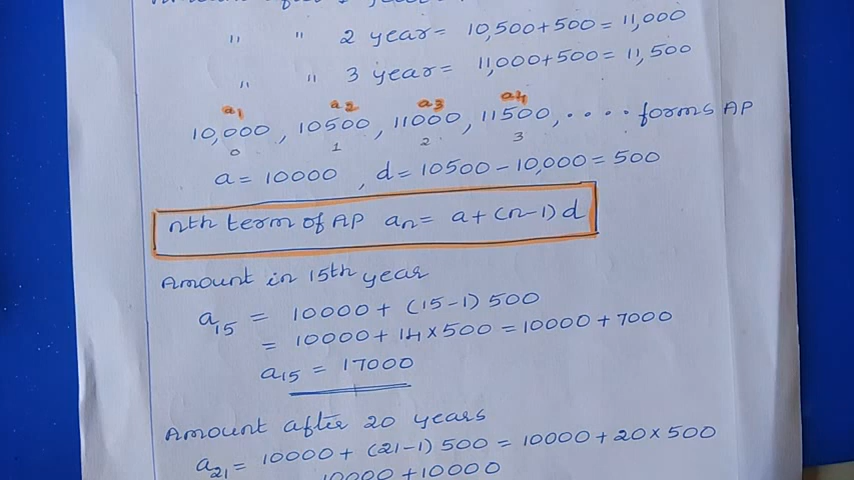 " " 2 year = 10,500+500 = 11,000
" " 3 year = 11,000+500 = 11,500
a1 a2 a3 a4
10,000 , 10500 , 11000 , 11500 , .... forms AP
0 1 2 3
a = 10000 , d = 10500 - 10,000 = 500
nth term of AP an = a + (n-1) d
Amount in 15th year
a15 = 10000 + (15-1) 500
= 10000 + 14 × 500 = 10000 + 7000
a15 = 17000
Amount after 20 years
a21 = 10000 + (21-1) 500 = 10000 + 20 × 500
10000 + 10000